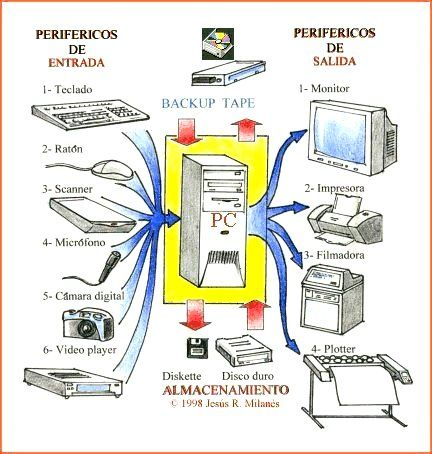 PERIFERICOS
DE
ENTRADA
1- Teclado
2- Ratón
3- Scanner
4- Micrófono
5- Cámara digital
6- Video player
BACKUP TAPE
PC
Diskette
Disco duro
ALMACENAMIENTO
© 1998 Jesús R. Milanés
PERIFERICOS
DE
SALIDA
1- Monitor
2- Impresora
3- Filmadora
4- Plotter